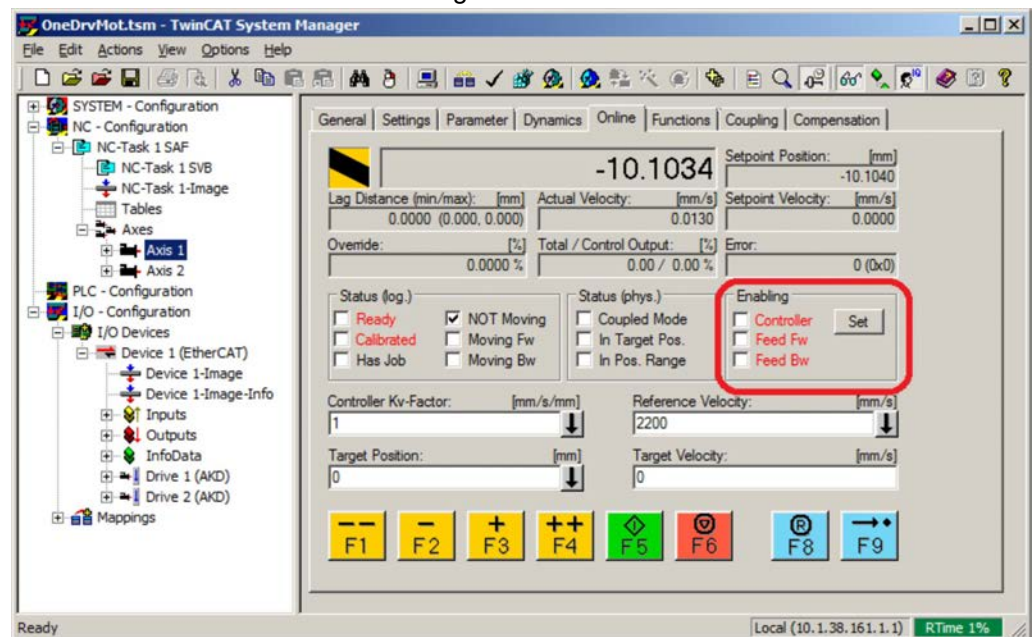 OneDrvMot.tsm - TwinCAT System Manager
File Edit Actions View Options Help
SYSTEM - Configuration
NC - Configuration
NC-Task 1 SAF
NC-Task 1 SVB
NC-Task 1-Image
Tables
Axes
Axis 1
Axis 2
PLC - Configuration
I/O - Configuration
I/O Devices
Device 1 (EtherCAT)
Device 1-Image
Device 1-Image-Info
Inputs
Outputs
InfoData
Drive 1 (AKD)
Drive 2 (AKD)
Mappings
General Settings Parameter Dynamics Online Functions Coupling Compensation
-10.1034 Setpoint Position: [mm]
-10.1040
Lag Distance (min/max): [mm] Actual Velocity: [mm/s] Setpoint Velocity: [mm/s]
0.0000 (0.000, 0.000) 0.0130 0.0000
Override: [%] Total / Control Output: [%] Error:
0.0000 % 0.00 / 0.00 % 0 (0x0)
Status (log.) Status (phys.) Enabling
Ready NOT Moving Coupled Mode Controller Set
Calibrated Moving Fw In Target Pos. Feed Fw
Has Job Moving Bw In Pos. Range Feed Bw
Controller Kv-Factor: [mm/s/mm] Reference Velocity: [mm/s]
1 2200
Target Position: [mm] Target Velocity: [mm/s]
0 0
-- - + ++ R
F1 F2 F3 F4 F5 F6 F8 F9
Ready Local (10.1.38.161.1.1) RTime 1%